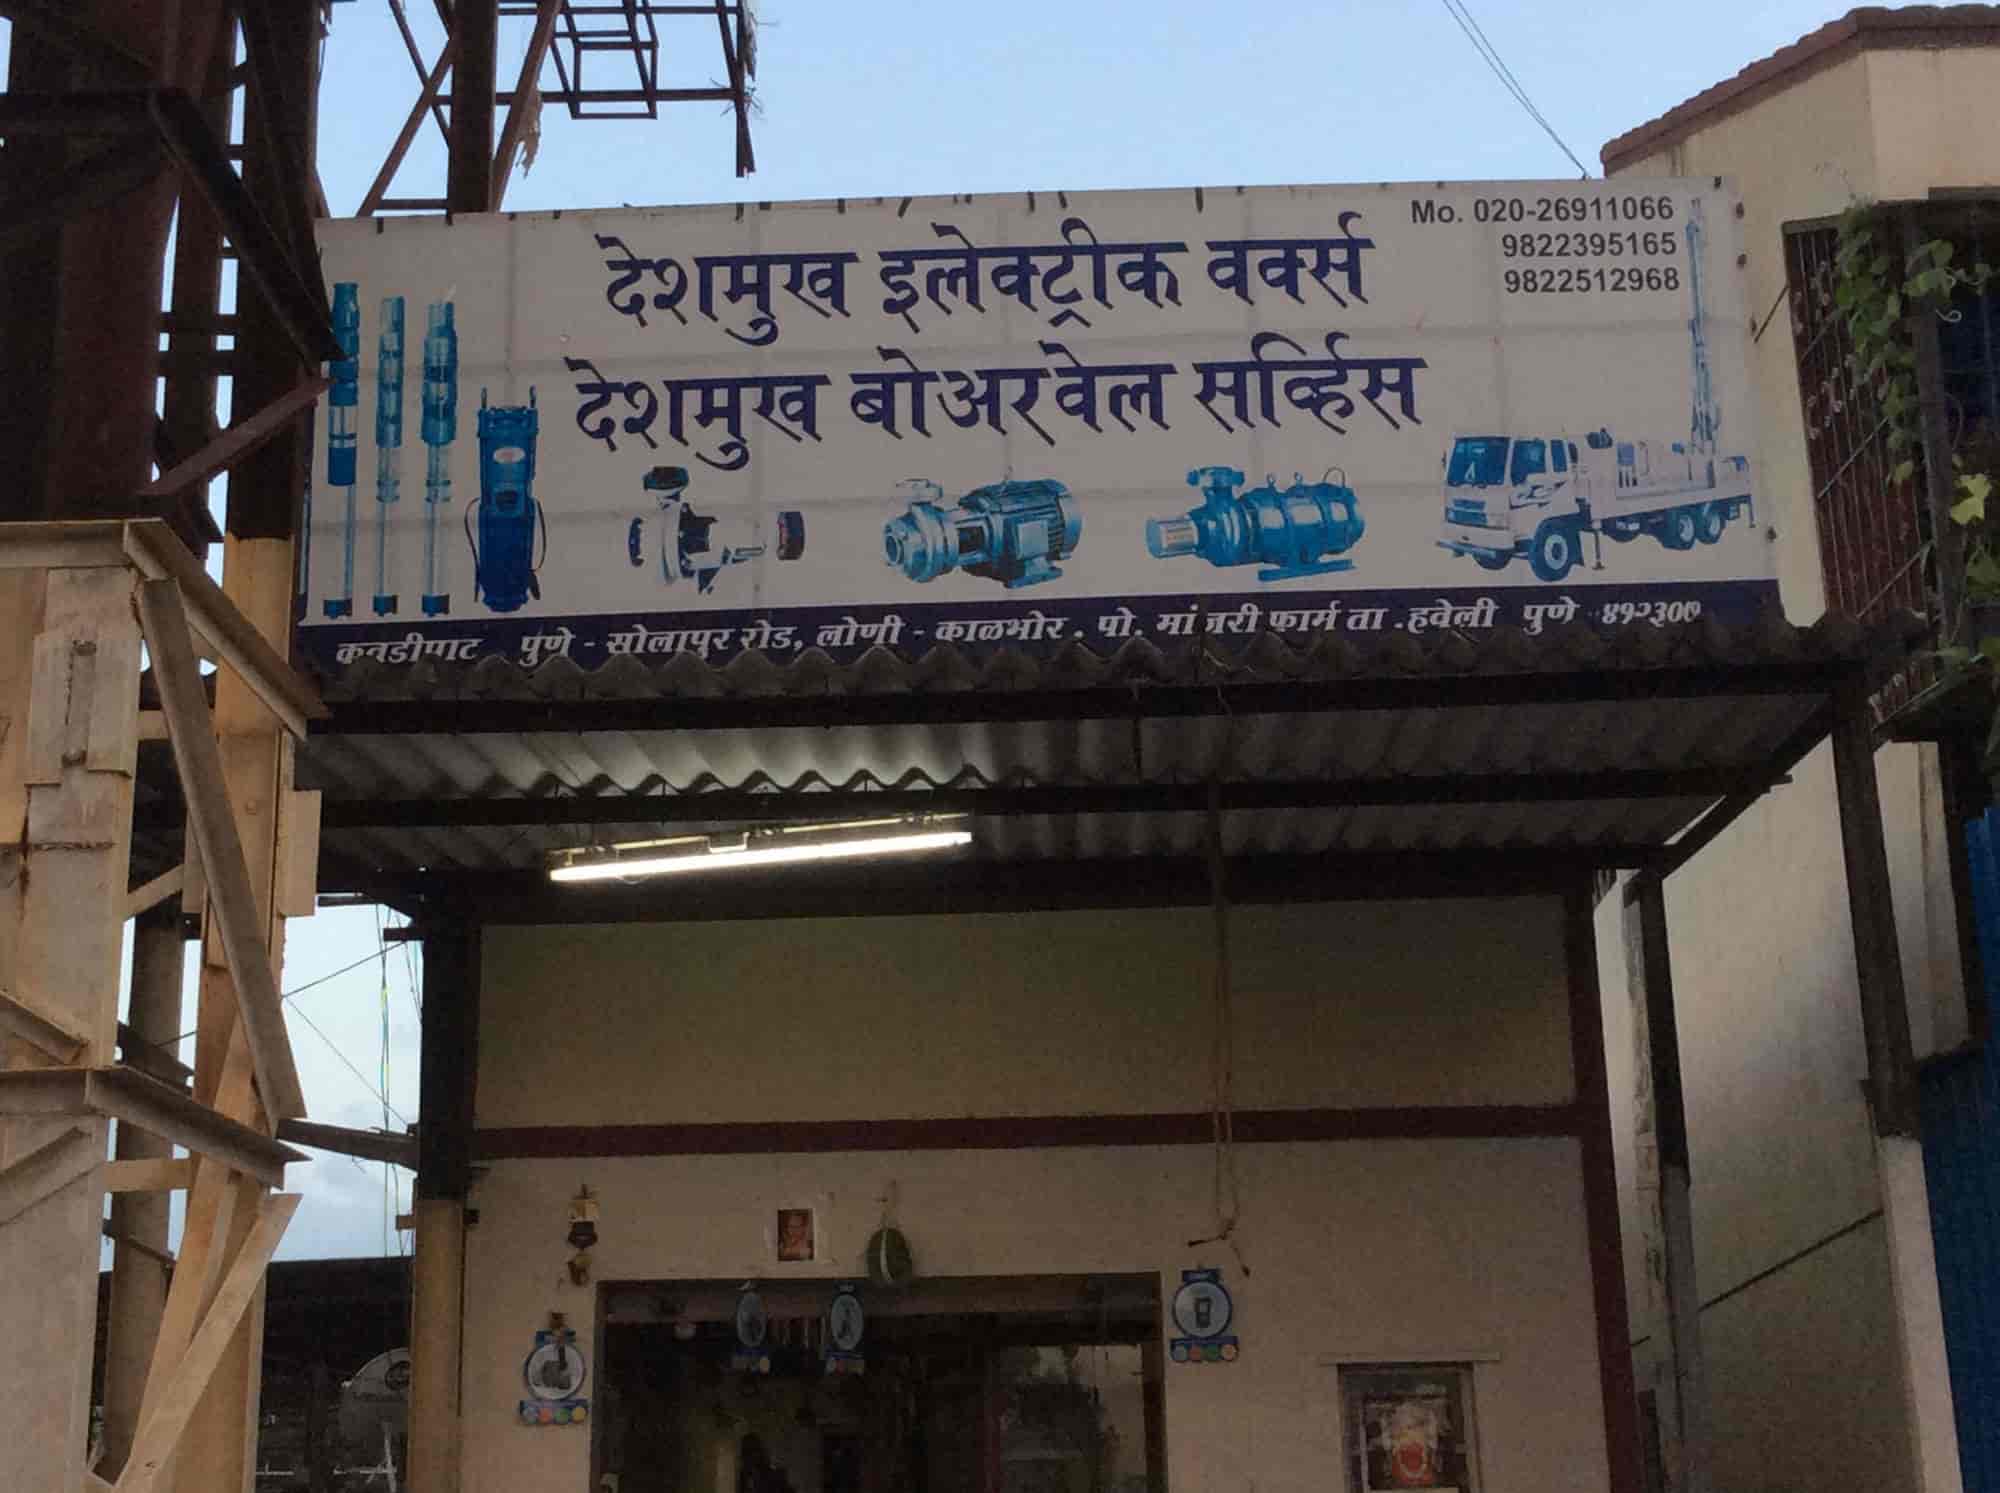 Mo. 020-26911066
9822395165
9822512968
देशमुख इलेक्ट्रीक वर्क्स
देशमुख बोअरवेल सर्व्हिस
कवडीपाट पुणे - सोलापूर रोड, लोणी - काळभोर . पो. मांजरी फार्म ता .हवेली पुणे ४१२३०७